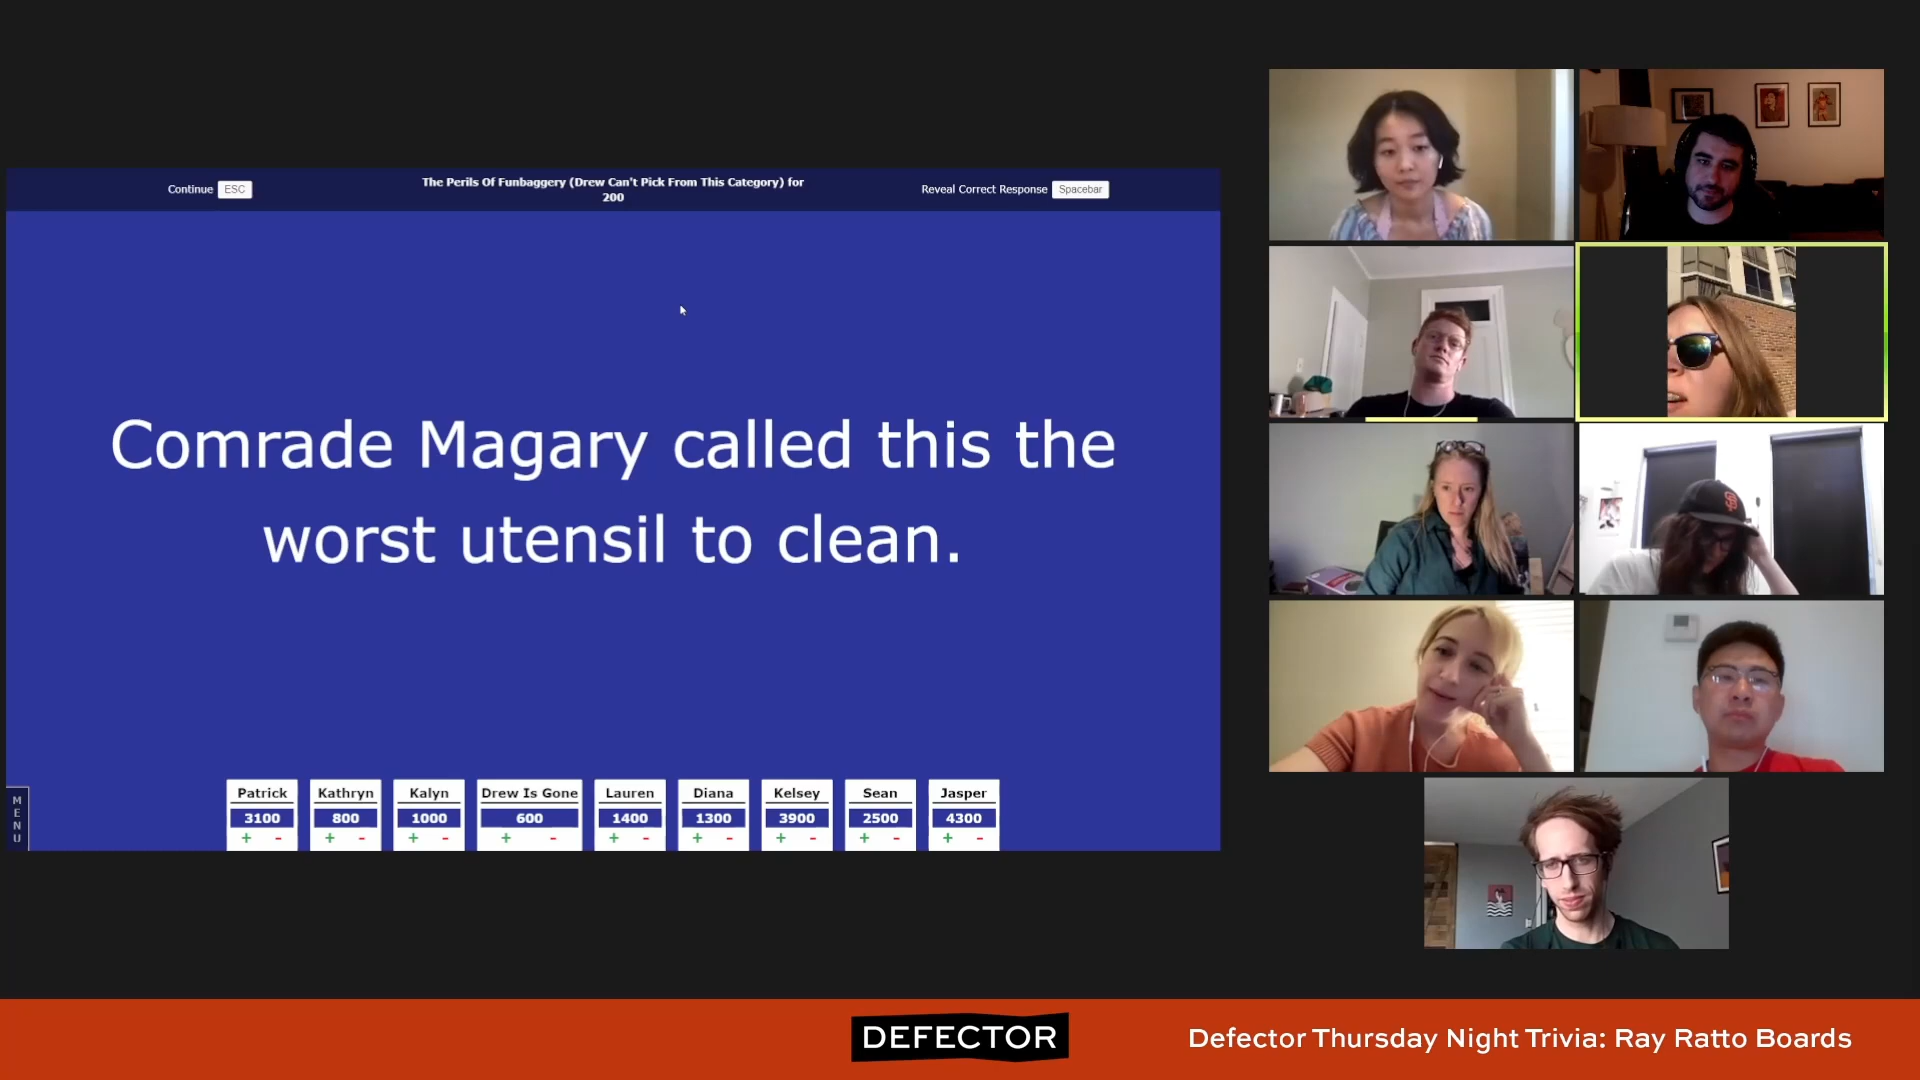 Continue ESC
The Perils Of Funbaggery (Drew Can't Pick From This Category) for
200
Reveal Correct Response Spacebar
Comrade Magary called this the
worst utensil to clean.
MENU
Patrick Kathryn Kalyn Drew Is Gone Lauren Diana Kelsey Sean Jasper
3100 800 1000 600 1400 1300 3900 2500 4300
+ - + - + - + - + - + - + - + - + -
SF
DEFECTOR
Defector Thursday Night Trivia: Ray Ratto Boards